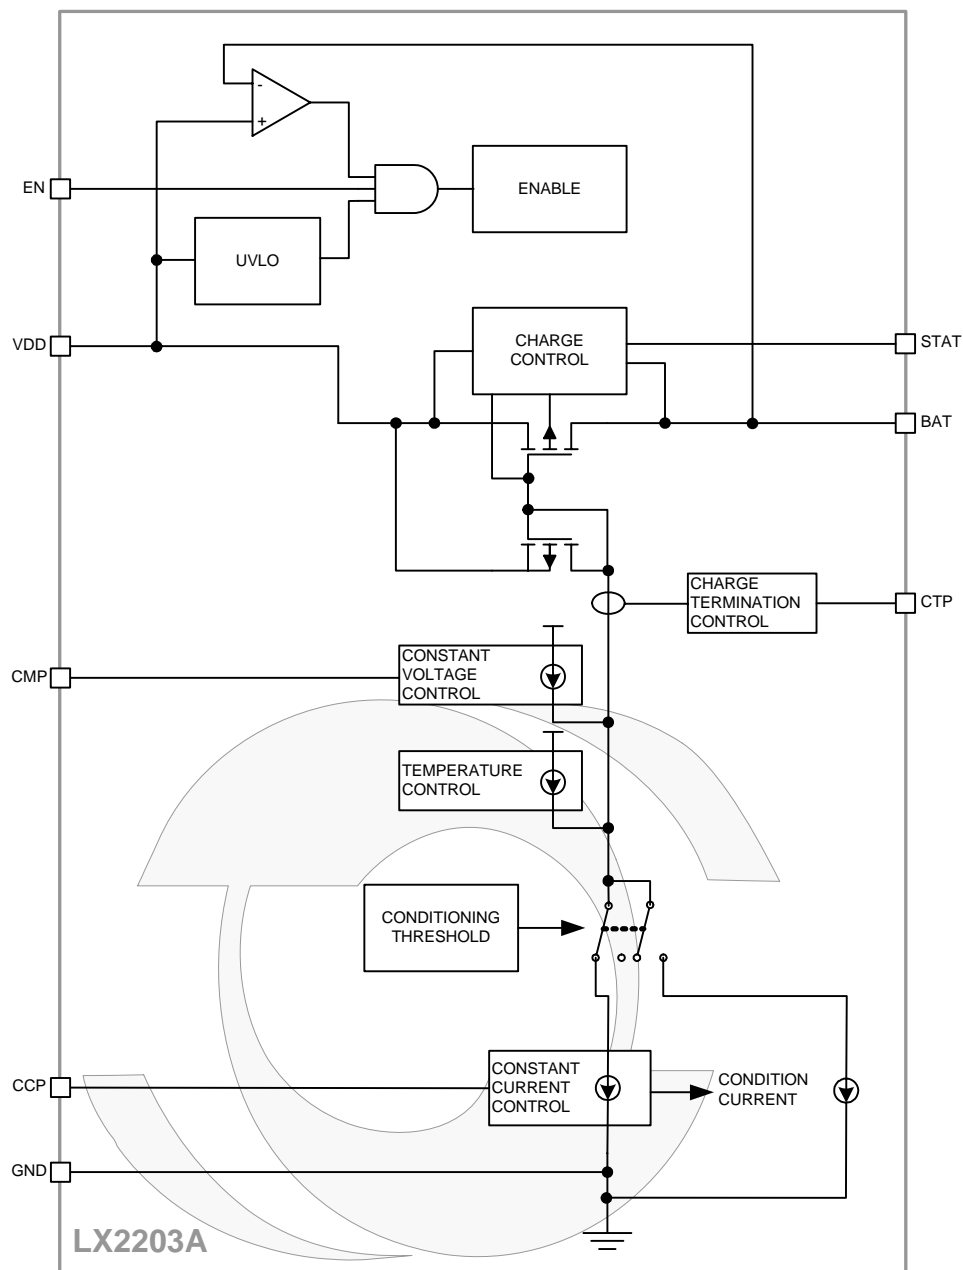 -
+
EN
ENABLE
UVLO
VDD
CHARGE
CONTROL
STAT
BAT
CHARGE
TERMINATION
CONTROL
CTP
CMP
CONSTANT
VOLTAGE
CONTROL
TEMPERATURE
CONTROL
CONDITIONING
THRESHOLD
CCP
CONSTANT
CURRENT
CONTROL
CONDITION
CURRENT
GND
LX2203A